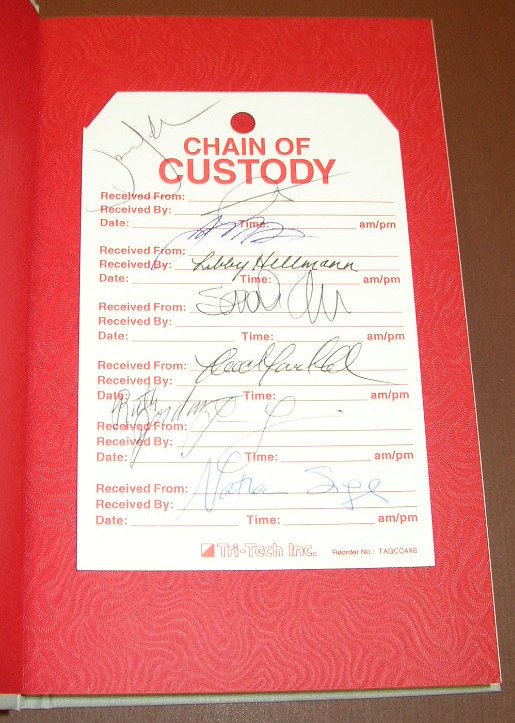 CHAIN OF
CUSTODY
Received From:
Received By:
Date: Time: am/pm
Received From:
Received By: Libby Hellmann
Date: Time: am/pm
Received From:
Received By:
Date: Time: am/pm
Received From:
Received By:
Date: Time: am/pm
Received From:
Received By:
Date: Time: am/pm
Received From:
Received By:
Date: Time: am/pm
Tri-Tech Inc. Reorder No.: TAGCC4X6